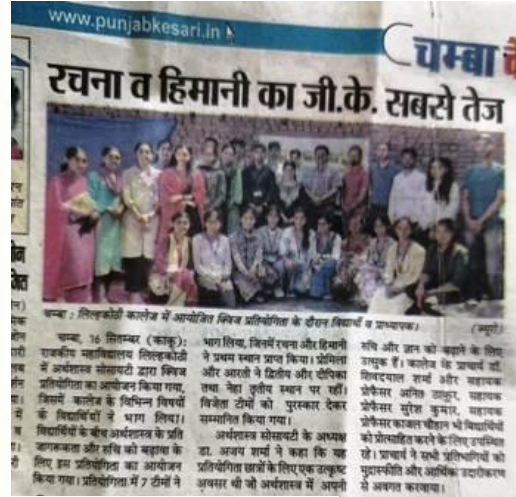 www.punjabkesari.in
चम्बा
रचना व हिमानी का जी.के. सबसे तेज
चम्बा : लिल्हकोठी कालेज में आयोजित क्विज प्रतियोगिता के दौरान विद्यार्थी व प्राध्यापक। (ब्यूरो)
चम्बा, 16 सितम्बर (काकू):
राजकीय महाविद्यालय लिल्हकोठी
में अर्थशास्त्र सोसायटी द्वारा क्विज
प्रतियोगिता का आयोजन किया गया,
जिसमें कालेज के विभिन्न विषयों
के विद्यार्थियों ने भाग लिया।
विद्यार्थियों के बीच अर्थशास्त्र के प्रति
जागरूकता और रुचि को बढ़ावा के
लिए इस प्रतियोगिता का आयोजन
किया गया। प्रतियोगिता में 7 टीमों ने
भाग लिया, जिनमें रचना और हिमानी
ने प्रथम स्थान प्राप्त किया। प्रोमिला
और आरती ने द्वितीय और दीपिका
तथा नेहा तृतीय स्थान पर रहीं।
विजेता टीमों को पुरस्कार देकर
सम्मानित किया गया।
अर्थशास्त्र सोसायटी के अध्यक्ष
डा. अजय शर्मा ने कहा कि यह
प्रतियोगिता छात्रों के लिए एक उत्कृष्ट
अवसर थी जो अर्थशास्त्र में अपनी
रुचि और ज्ञान को बढ़ाने के लिए
उत्सुक हैं। कालेज के प्राचार्य डॉ.
शिवदयाल शर्मा और सहायक
प्रोफैसर अनित ठाकुर, सहायक
प्रोफैसर सुरेश कुमार, सहायक
प्रोफैसर काजल चौहान भी विद्यार्थियों
को प्रोत्साहित करने के लिए उपस्थित
रहे। प्राचार्य ने सभी प्रतिभागियों को
मुद्रास्फीति और आर्थिक उदारीकरण
से अवगत करवाया।